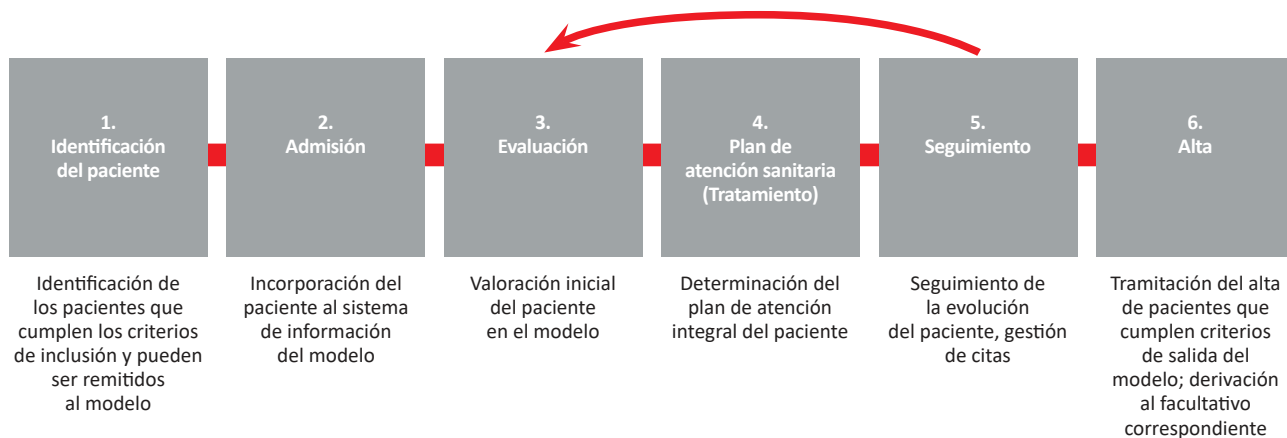 1.
Identificación
del paciente
2.
Admisión
3.
Evaluación
4.
Plan de
atención sanitaria
(Tratamiento)
5.
Seguimiento
6.
Alta
Identificación de
los pacientes que
cumplen los criterios
de inclusión y pueden
ser remitidos
al modelo
Incorporación del
paciente al sistema
de información
del modelo
Valoración inicial
del paciente
en el modelo
Determinación del
plan de atención
integral del paciente
Seguimiento de
la evolución
del paciente, gestión
de citas
Tramitación del alta
de pacientes que
cumplen criterios
de salida del
modelo; derivación
al facultativo
correspondiente